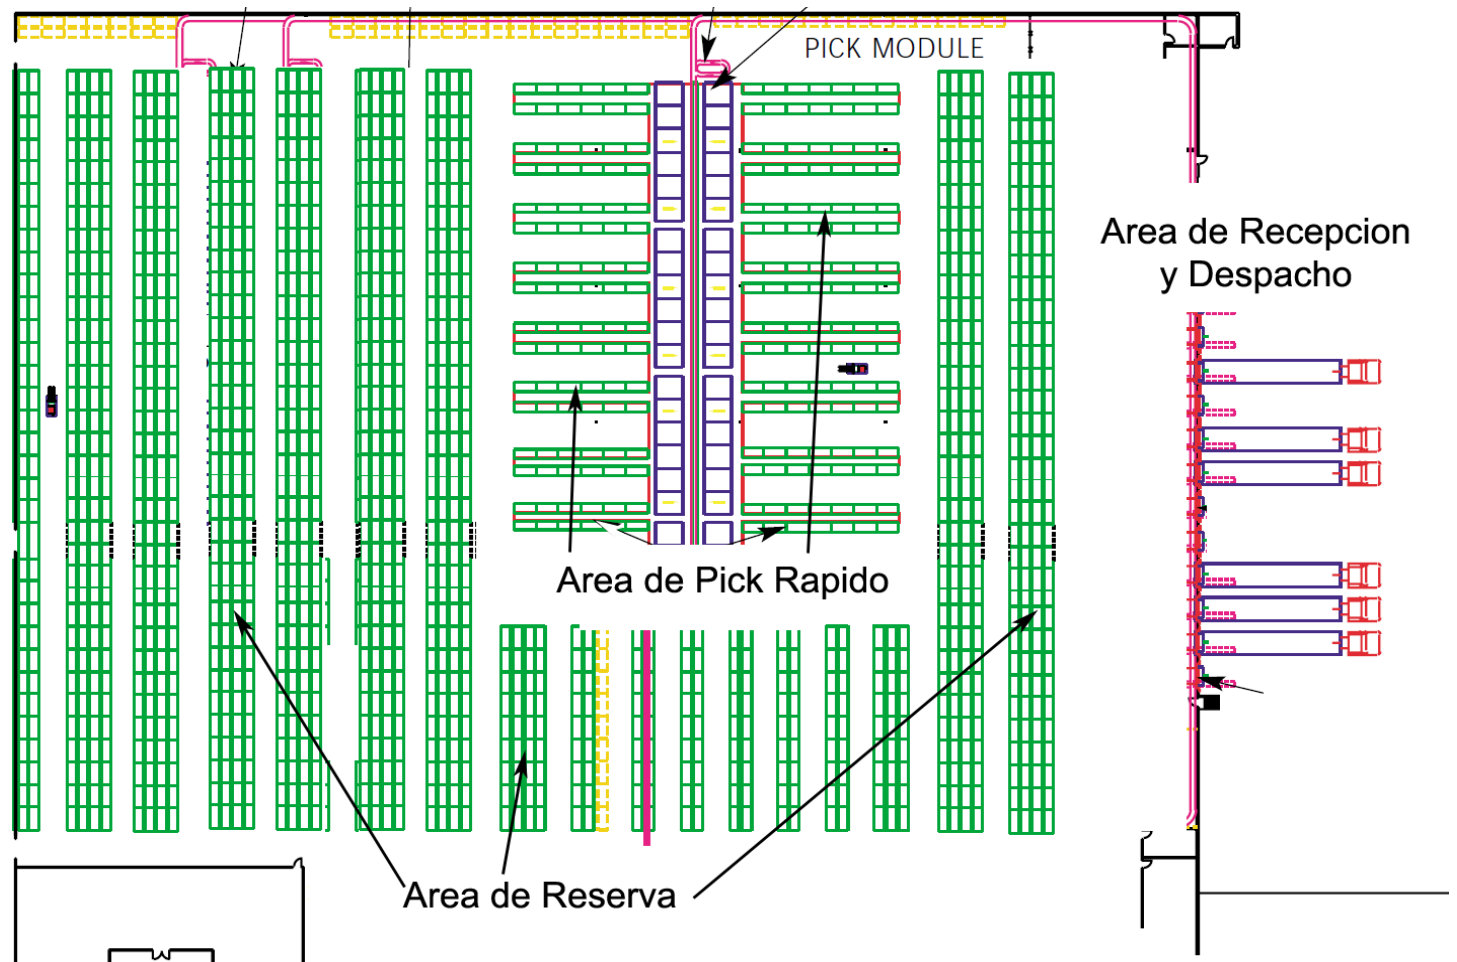 PICK MODULE
Area de Recepcion
y Despacho
Area de Pick Rapido
Area de Reserva